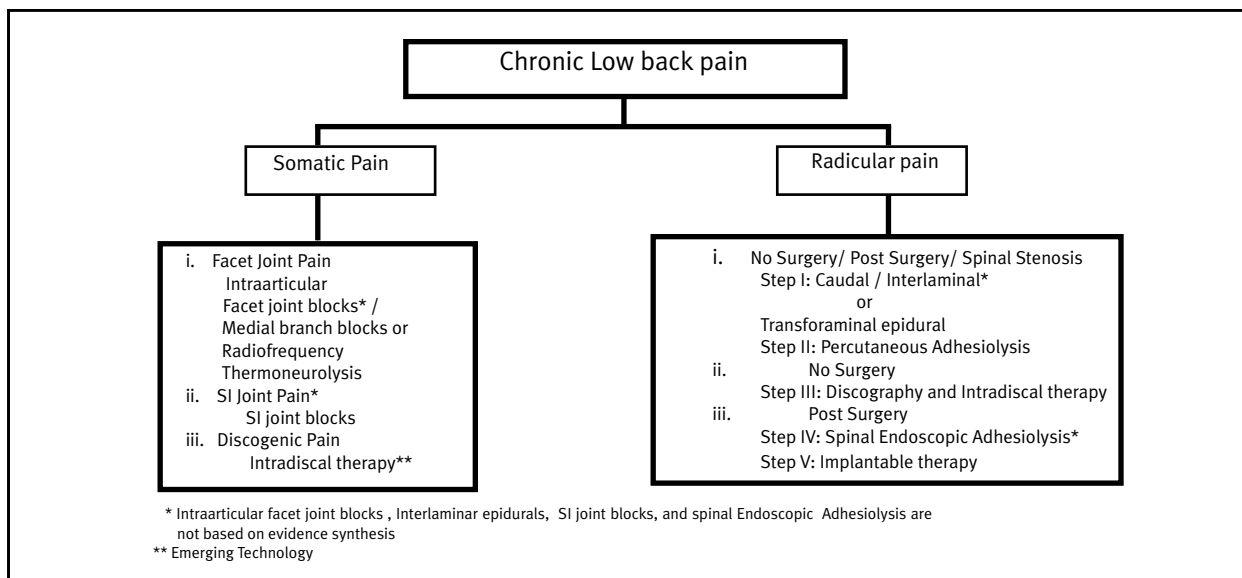 Chronic Low back pain
Somatic Pain
Radicular pain
i. Facet Joint Pain
Intraarticular
Facet joint blocks* /
Medial branch blocks or
Radiofrequency
Thermoneurolysis
ii. SI Joint Pain*
SI joint blocks
iii. Discogenic Pain
Intradiscal therapy**
i. No Surgery/ Post Surgery/ Spinal Stenosis
Step I: Caudal / Interlaminal*
or
Transforaminal epidural
Step II: Percutaneous Adhesiolysis
ii. No Surgery
Step III: Discography and Intradiscal therapy
iii. Post Surgery
Step IV: Spinal Endoscopic Adhesiolysis*
Step V: Implantable therapy
* Intraarticular facet joint blocks , Interlaminar epidurals, SI joint blocks, and spinal Endoscopic Adhesiolysis are
not based on evidence synthesis
** Emerging Technology